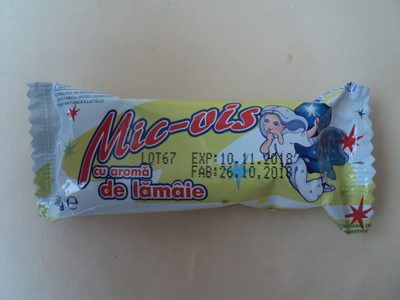 Mic-vis
LOT67 EXP:10.11.2018
cu aromă FAB:26.10.2018
de lămâie
e